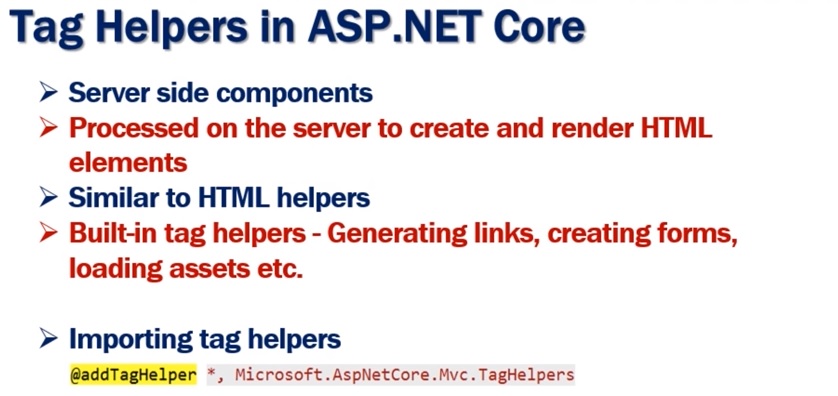 Tag Helpers in ASP.NET Core
➢ Server side components
➢ Processed on the server to create and render HTML
elements
➢ Similar to HTML helpers
➢ Built-in tag helpers - Generating links, creating forms,
loading assets etc.
➢ Importing tag helpers
@addTagHelper *, Microsoft.AspNetCore.Mvc.TagHelpers